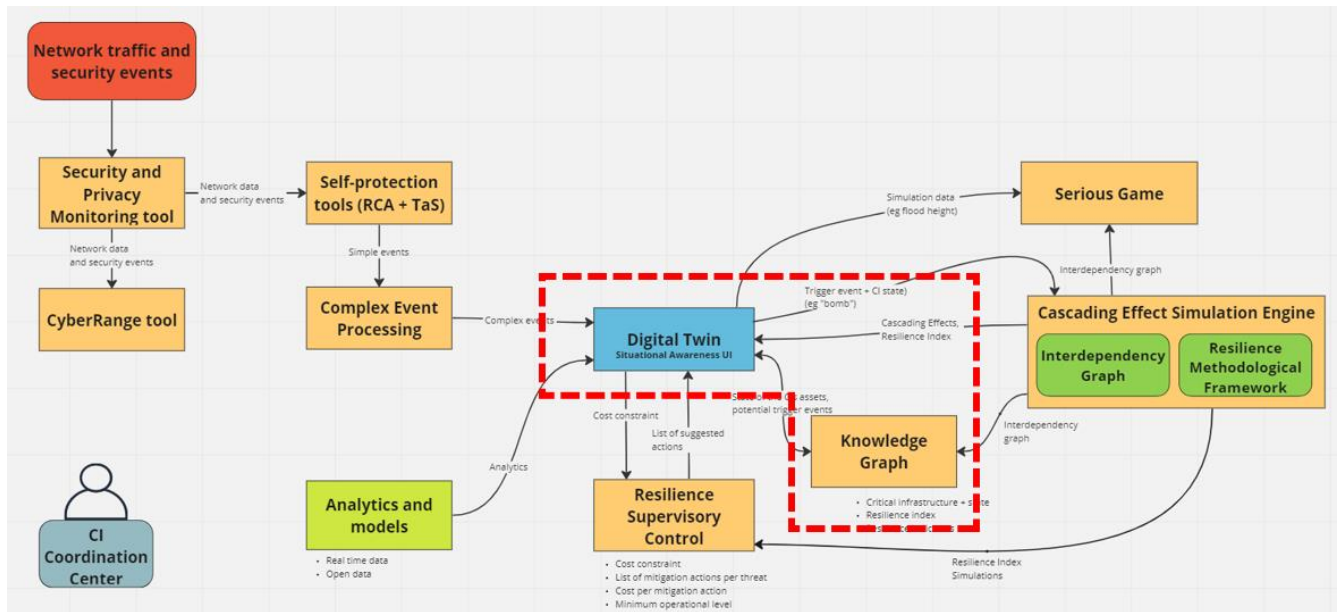 Network traffic and
security events
Security and
Privacy
Monitoring tool
Network data
and security events
Self-protection
tools (RCA + TaS)
Network data
and security events
Simple events
CyberRange tool
Complex Event
Processing
Complex events
Simulation data
(eg flood height)
Serious Game
Interdependency graph
Trigger event + CI state)
(eg "bomb")
Digital Twin
Situational Awareness UI
Cascading Effects,
Resilience Index
Cascading Effect Simulation Engine
Interdependency
Graph
Resilience
Methodological
Framework
assets,
potential trigger events
Cost constraint
List of suggested
actions
Knowledge
Graph
Interdependency
graph
Analytics
Analytics and
models
• Real time data
• Open data
Resilience
Supervisory
Control
• Cost constraint
• List of mitigation actions per threat
• Cost per mitigation action
• Minimum operational level
• Critical infrastructure + state
• Resilience index
Resilience Index
Simulations
CI
Coordination
Center